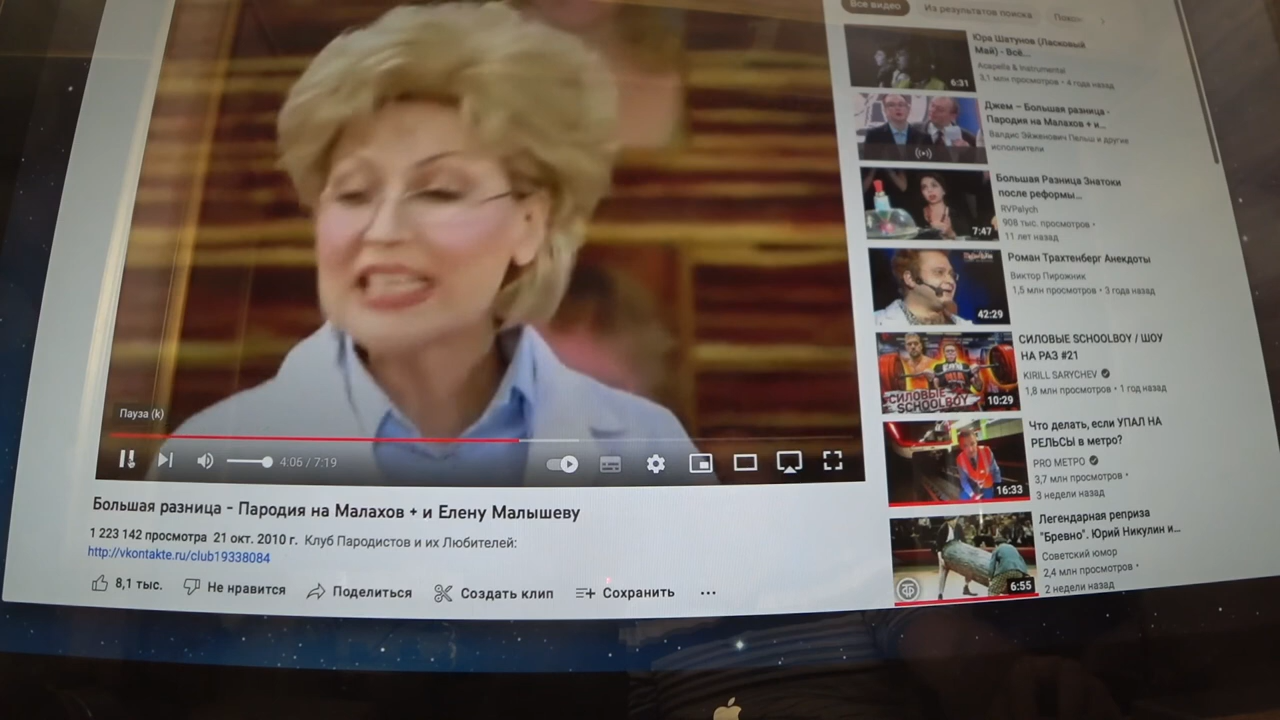 Все видео
Из результатов поиска
Юра Шатунов (Ласковый
Май) - Всё...
Acapella & Instrumental
3,1 млн просмотров • 4 года назад
6:31
Джем – Большая разница -
Пародия на Малахов + и...
Валдис Эйженович Пельш и другие
исполнители
Большая Разница Знатоки
после реформы...
RVPalych
908 тыс. просмотров •
11 лет назад
7:47
Роман Трахтенберг Анекдоты
Виктор Пирожник
1,5 млн просмотров • 3 года назад
42:29
СИЛОВЫЕ SCHOOLBOY / ШОУ
НА РАЗ #21
KIRILL SARYCHEV
1,8 млн просмотров • 1 год назад
СИЛОВЫЕ
SCHOOLBOY
10:29
Что делать, если УПАЛ НА
РЕЛЬСЫ в метро?
PRO МЕТРО
3,7 млн просмотров •
3 недели назад
16:33
Легендарная реприза
"Бревно". Юрий Никулин и...
Советский юмор
2,4 млн просмотров •
2 недели назад
6:55
Пауза (k)
4:06 / 7:19
Большая разница - Пародия на Малахов + и Елену Малышеву
1 223 142 просмотра 21 окт. 2010 г. Клуб Пародистов и их Любителей:
http://vkontakte.ru/club19338084
8,1 тыс.
Не нравится
Поделиться
Создать клип
Сохранить